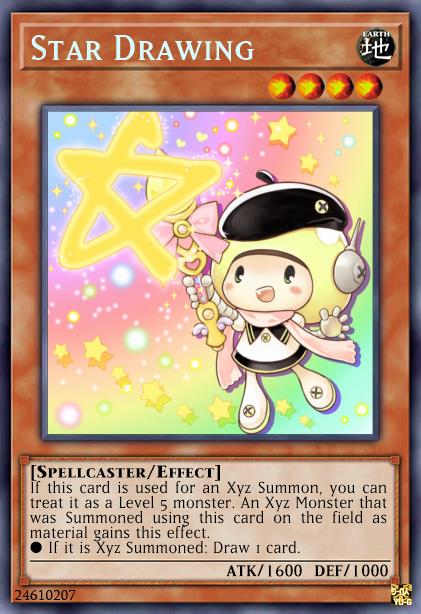 Star Drawing
EARTH
地
[Spellcaster/Effect]
If this card is used for an Xyz Summon, you can
treat it as a Level 5 monster. An Xyz Monster that
was Summoned using this card on the field as
material gains this effect.
● If it is Xyz Summoned: Draw 1 card.
ATK/1600 DEF/1000
24610207